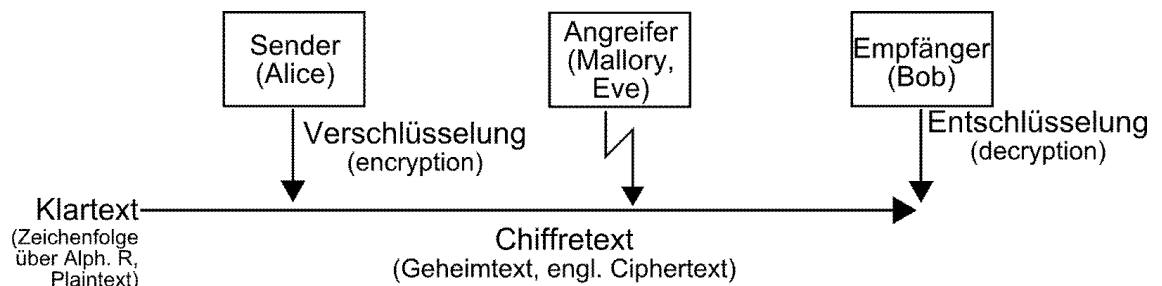 Sender
(Alice)
Angreifer
(Mallory,
Eve)
Empfänger
(Bob)
Verschlüsselung
(encryption)
Entschlüsselung
(decryption)
Klartext
(Zeichenfolge
über Alph. R,
Plaintext)
Chiffretext
(Geheimtext, engl. Ciphertext)